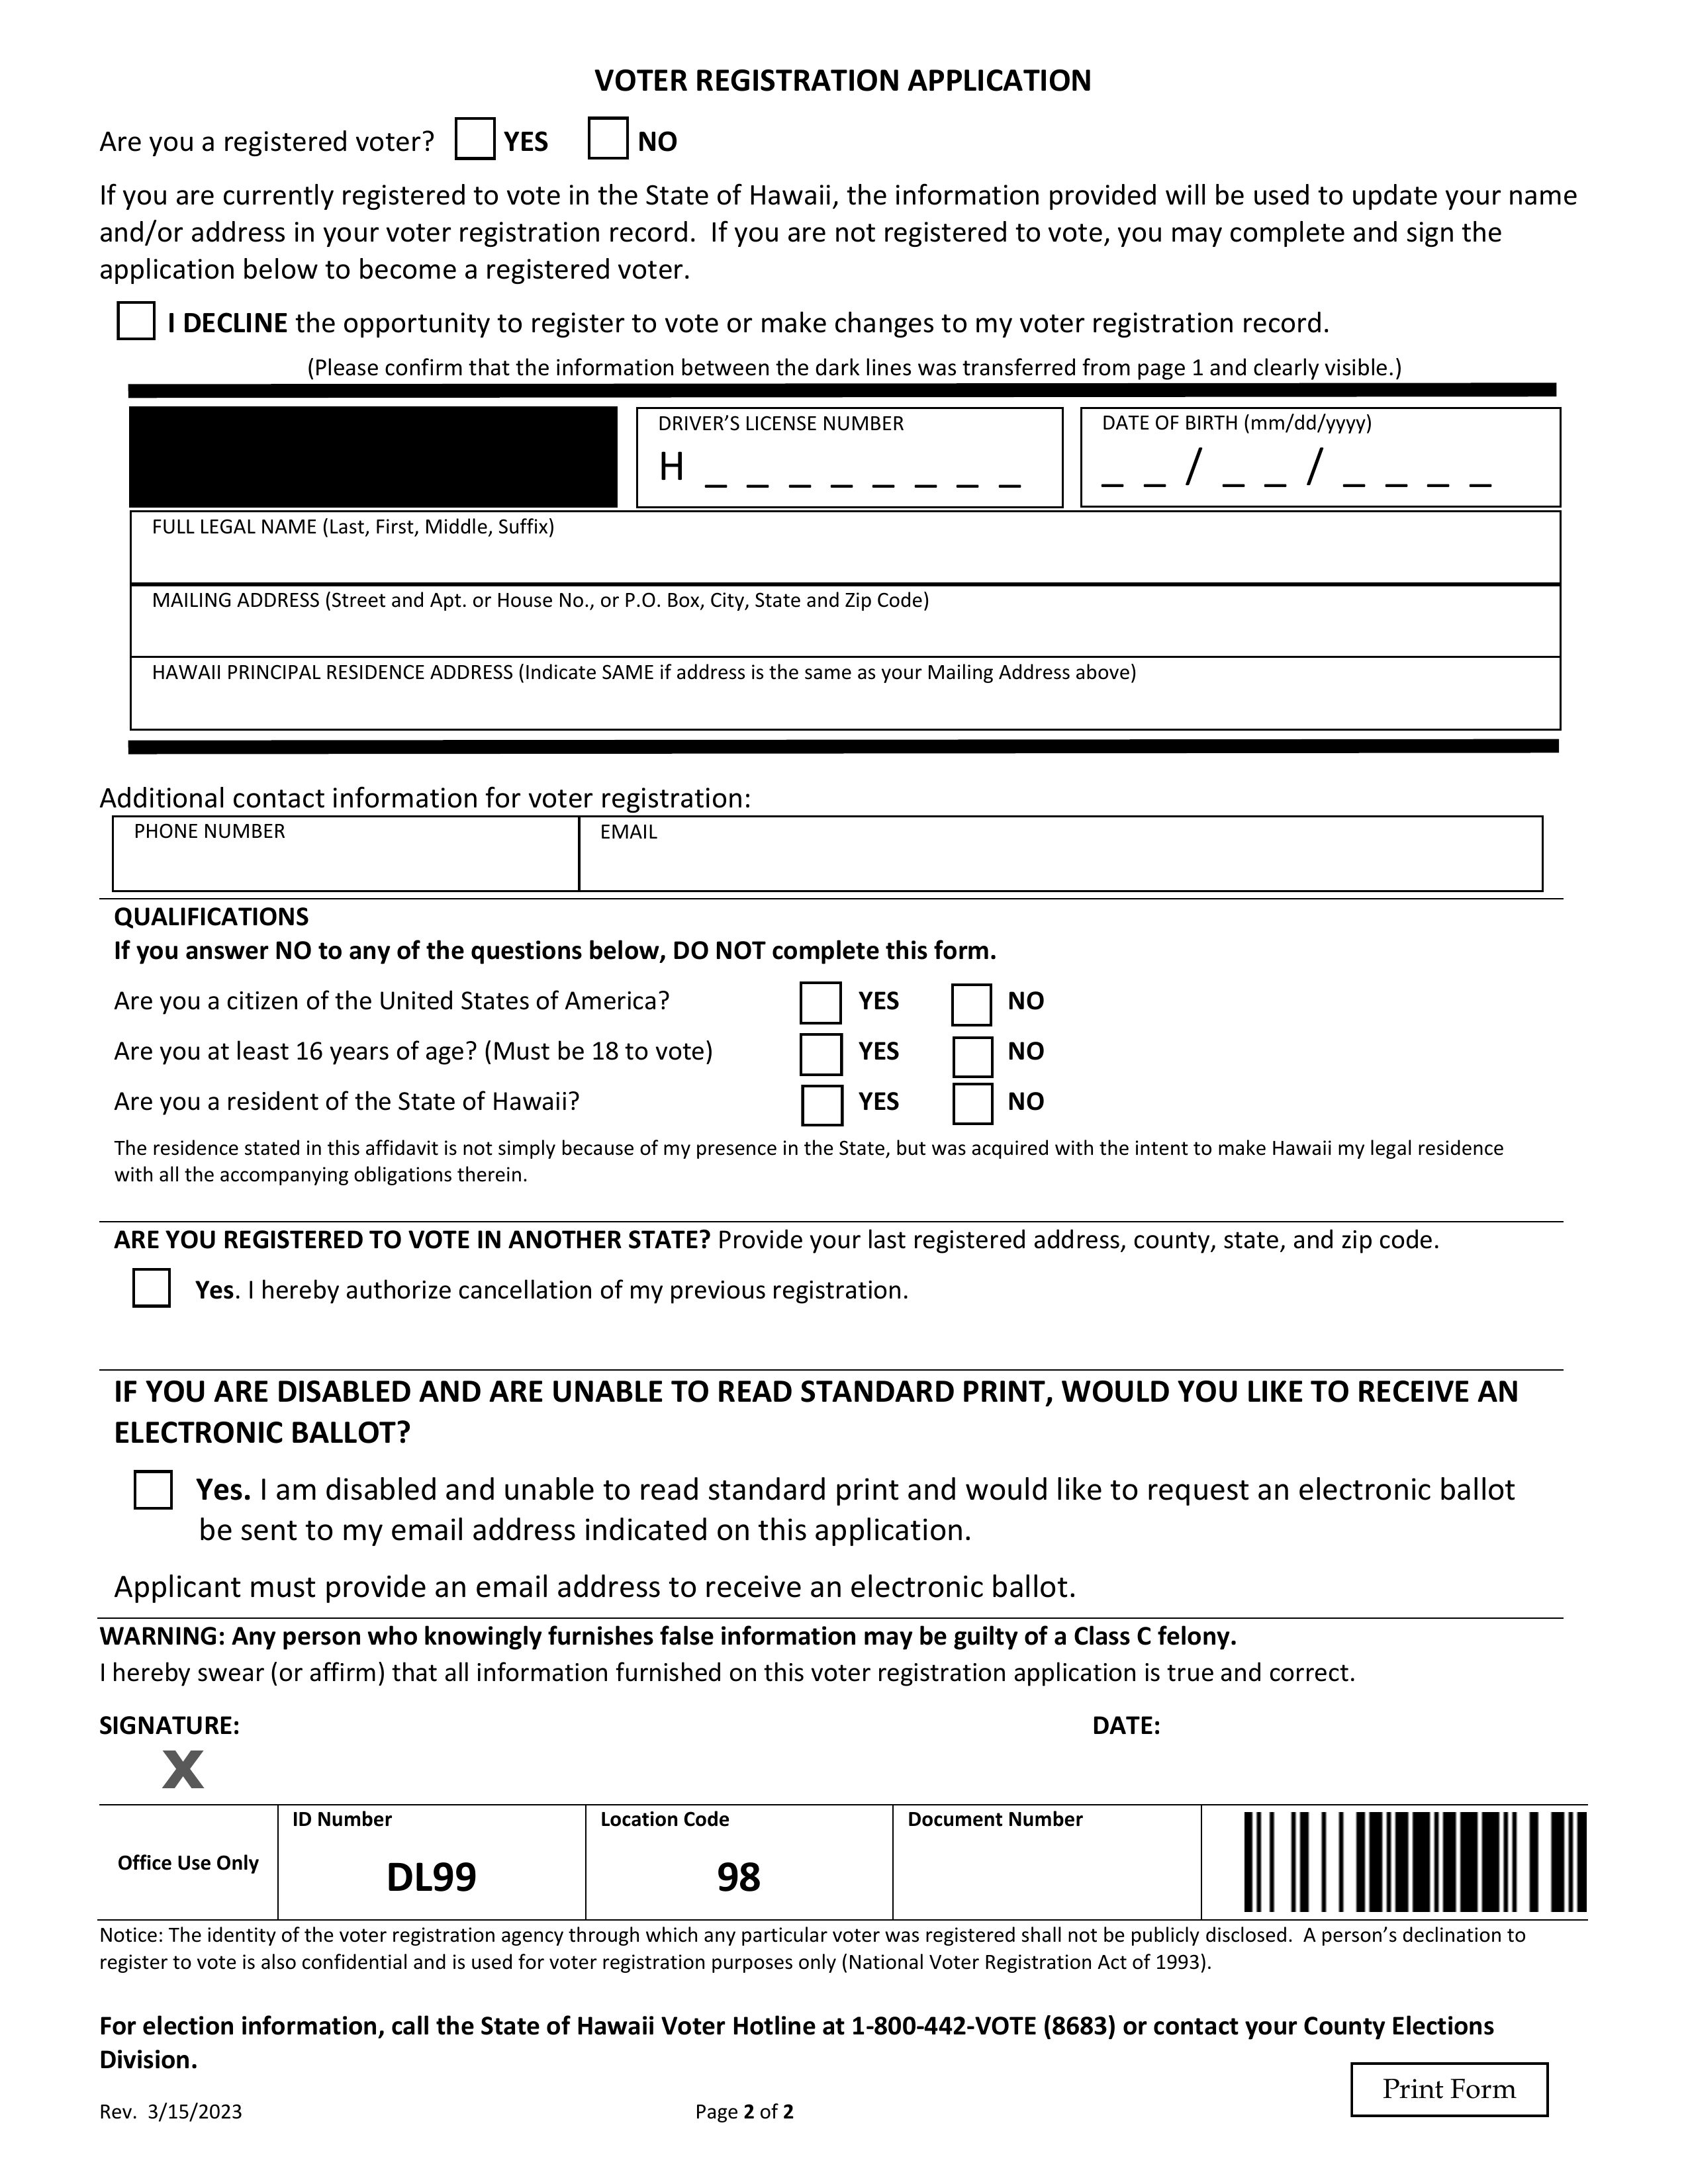 VOTER REGISTRATION APPLICATION
Are you a registered voter? YES NO
If you are currently registered to vote in the State of Hawaii, the information provided will be used to update your name
and/or address in your voter registration record.  If you are not registered to vote, you may complete and sign the
application below to become a registered voter.
I DECLINE the opportunity to register to vote or make changes to my voter registration record.
(Please confirm that the information between the dark lines was transferred from page 1 and clearly visible.)
DRIVER’S LICENSE NUMBER
H _ _ _ _ _ _ _ _
DATE OF BIRTH (mm/dd/yyyy)
_ _ / _ _ / _ _ _ _
FULL LEGAL NAME (Last, First, Middle, Suffix)
MAILING ADDRESS (Street and Apt. or House No., or P.O. Box, City, State and Zip Code)
HAWAII PRINCIPAL RESIDENCE ADDRESS (Indicate SAME if address is the same as your Mailing Address above)
Additional contact information for voter registration:
PHONE NUMBER
EMAIL
QUALIFICATIONS
If you answer NO to any of the questions below, DO NOT complete this form.
Are you a citizen of the United States of America? YES NO
Are you at least 16 years of age? (Must be 18 to vote) YES NO
Are you a resident of the State of Hawaii? YES NO
The residence stated in this affidavit is not simply because of my presence in the State, but was acquired with the intent to make Hawaii my legal residence
with all the accompanying obligations therein.
ARE YOU REGISTERED TO VOTE IN ANOTHER STATE? Provide your last registered address, county, state, and zip code.
Yes. I hereby authorize cancellation of my previous registration.
IF YOU ARE DISABLED AND ARE UNABLE TO READ STANDARD PRINT, WOULD YOU LIKE TO RECEIVE AN
ELECTRONIC BALLOT?
Yes. I am disabled and unable to read standard print and would like to request an electronic ballot
be sent to my email address indicated on this application.
Applicant must provide an email address to receive an electronic ballot.
WARNING: Any person who knowingly furnishes false information may be guilty of a Class C felony.
I hereby swear (or affirm) that all information furnished on this voter registration application is true and correct.
SIGNATURE: DATE:
X
Office Use Only
ID Number
DL99
Location Code
98
Document Number
Notice: The identity of the voter registration agency through which any particular voter was registered shall not be publicly disclosed.  A person’s declination to
register to vote is also confidential and is used for voter registration purposes only (National Voter Registration Act of 1993).
For election information, call the State of Hawaii Voter Hotline at 1-800-442-VOTE (8683) or contact your County Elections
Division.
Print Form
Rev.  3/15/2023 Page 2 of 2